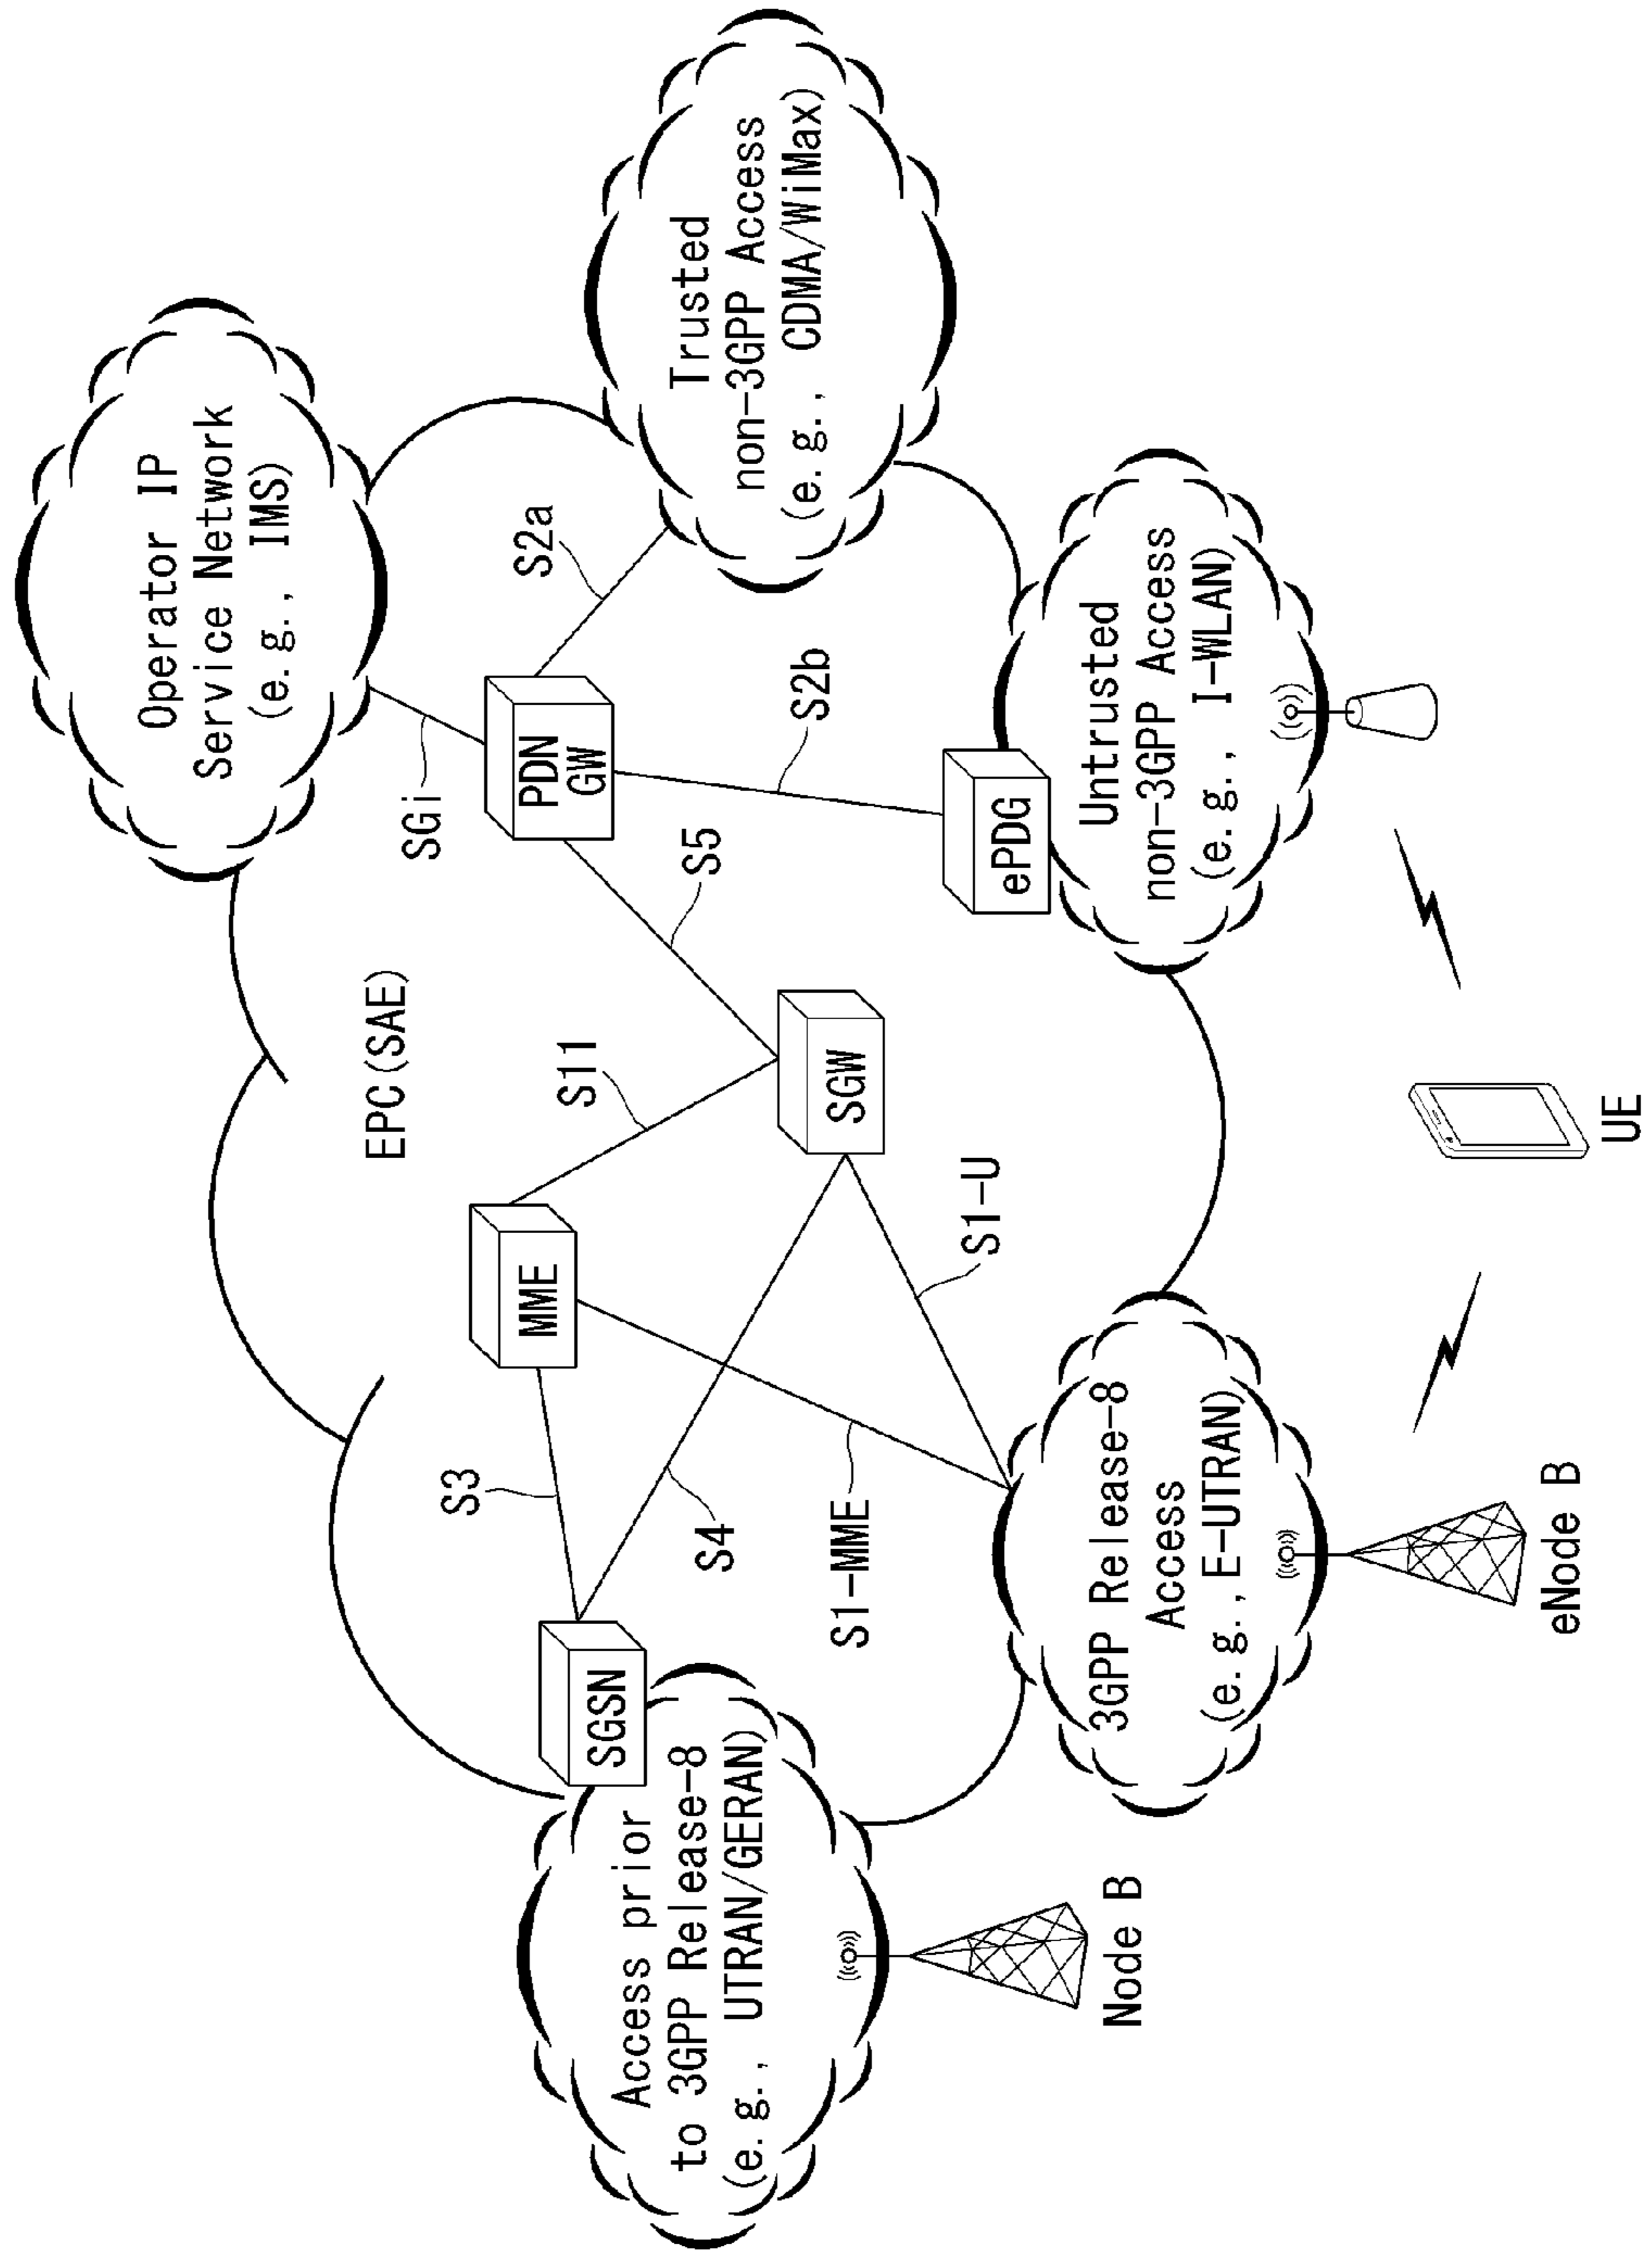 Operator IP
Service Network
(e.g., IMS)
EPC(SAE)
SGi
S2a
PDN
GW
Trusted
non-3GPP Access
(e.g., CDMA/WiMax)
S3
MME
S11
S5
S2b
SGSN
Access prior
to 3GPP Release-8
(e.g., UTRAN/GERAN)
S4
SGW
S1-MME
S1-U
ePDG
Node B
3GPP Release-8
Access
(e.g.,E-UTRAN)
Untrusted
non-3GPP Access
(e.g., I-WLAN)
eNode B
UE